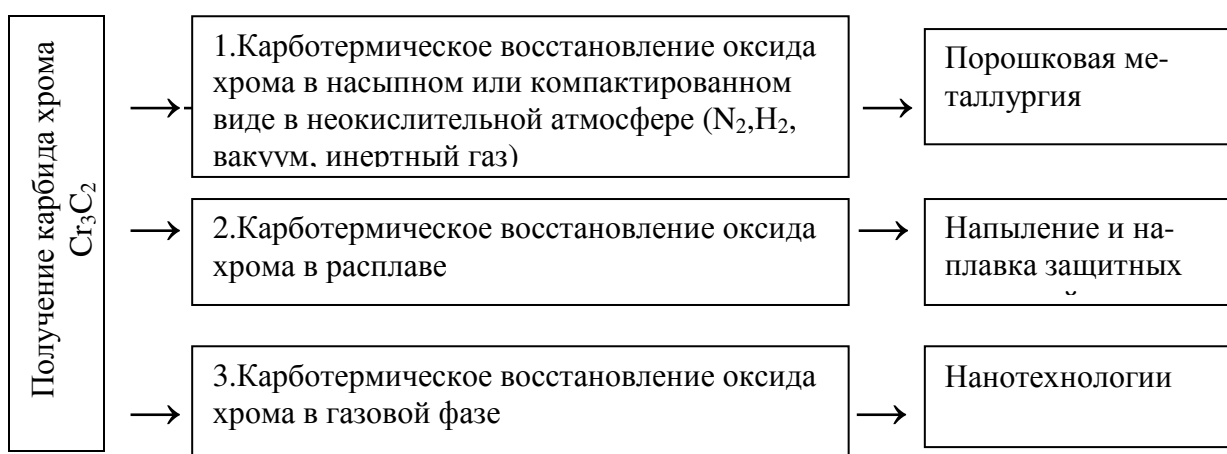 Получение карбида хрома
Cr₃C₂
1.Карботермическое восстановление оксида
хрома в насыпном или компактированном
виде в неокислительной атмосфере (N₂,H₂,
вакуум, инертный газ)
Порошковая ме-
таллургия
2.Карботермическое восстановление оксида
хрома в расплаве
Напыление и на-
плавка защитных
3.Карботермическое восстановление оксида
хрома в газовой фазе
Нанотехнологии